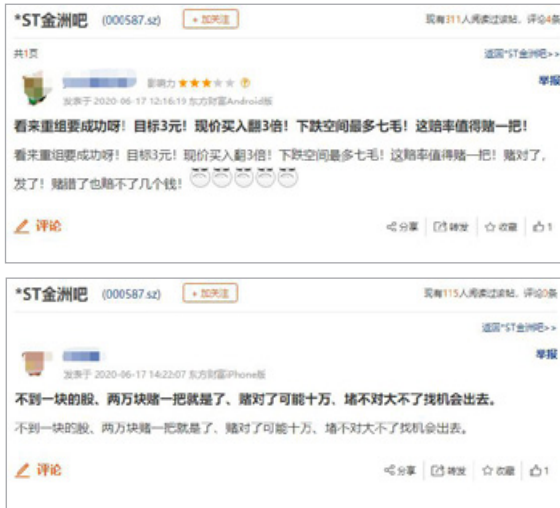 *ST金洲吧 (000587.sz) +加关注 现有311人阅读过该贴，评论4条
共1页 返回*ST金洲吧>>
影响力 举报
发表于 2020-06-17 12:16:19 东方财富Android版
看来重组要成功呀！目标3元！现价买入翻3倍！下跌空间最多七毛！这赔率值得赌一把！
看来重组要成功呀！目标3元！现价买入翻3倍！下跌空间最多七毛！这赔率值得赌一把！赌对了，
发了！赌错了也赔不了几个钱！
评论 分享 转发 收藏 1
*ST金洲吧 (000587.sz) +加关注 现有115人阅读过该贴，评论0条
返回*ST金洲吧>>
举报
发表于 2020-06-17 14:22:07 东方财富iPhone版
不到一块的股、两万块赌一把就是了、赌对了可能十万、堵不对大不了找机会出去。
不到一块的股、两万块赌一把就是了、赌对了可能十万、堵不对大不了找机会出去。
评论 分享 转发 收藏 1